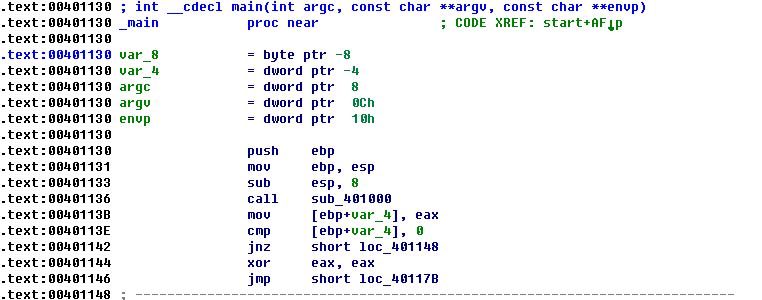 .text:00401130 ; int __cdecl main(int argc, const char **argv, const char **envp)
.text:00401130 _main           proc near               ; CODE XREF: start+AF↓p
.text:00401130
.text:00401130 var_8           = byte ptr -8
.text:00401130 var_4           = dword ptr -4
.text:00401130 argc            = dword ptr  8
.text:00401130 argv            = dword ptr  0Ch
.text:00401130 envp            = dword ptr  10h
.text:00401130
.text:00401130                 push    ebp
.text:00401131                 mov     ebp, esp
.text:00401133                 sub     esp, 8
.text:00401136                 call    sub_401000
.text:0040113B                 mov     [ebp+var_4], eax
.text:0040113E                 cmp     [ebp+var_4], 0
.text:00401142                 jnz     short loc_401148
.text:00401144                 xor     eax, eax
.text:00401146                 jmp     short loc_40117B
.text:00401148 ; ---------------------------------------------------------------------------